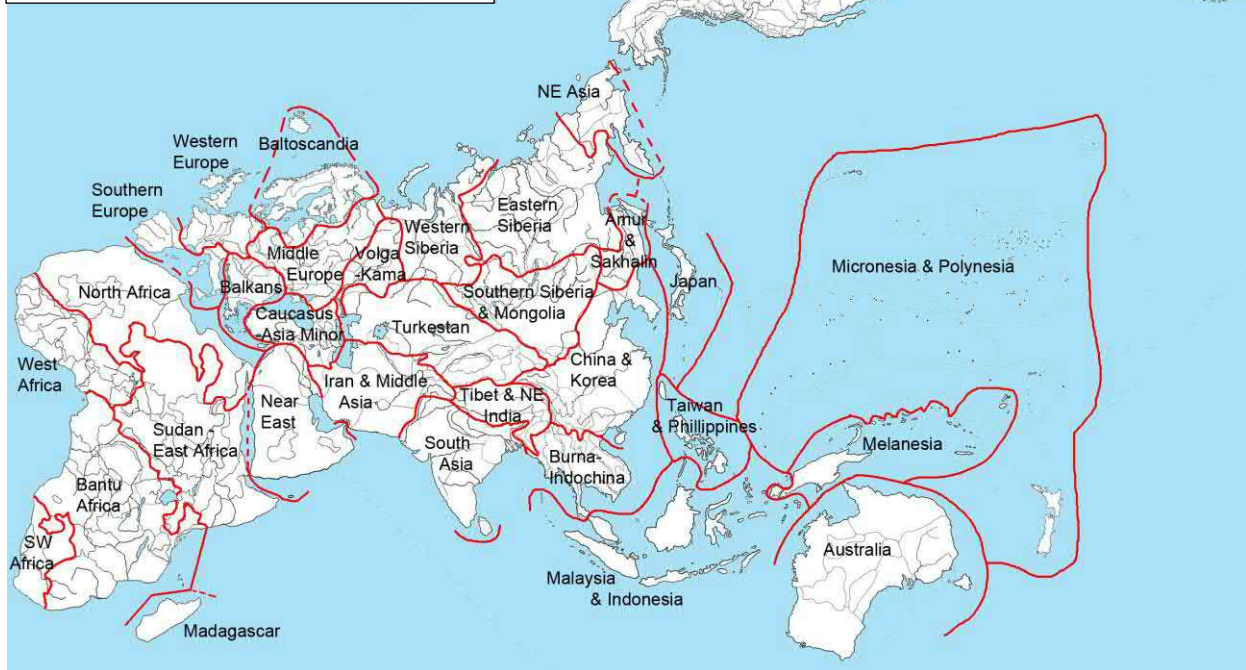 NE Asia
Baltoscandia
Western
Europe
Southern
Europe
Eastern
Siberia
Western
Siberia
Amur
&
Sakhalin
Middle
Europe
Volga
-Kama
Micronesia & Polynesia
North Africa
Balkans
Southern Siberia
& Mongolia
Japan
Caucasus
-Asia Minor
Turkestan
West
Africa
China &
Korea
Iran & Middle
Asia
Tibet & NE
India
Near
East
Taiwan
& Phillippines
Sudan -
East Africa
South
Asia
Burna-
Indochina
Melanesia
Bantu
Africa
SW
Africa
Australia
Malaysia
& Indonesia
Madagascar